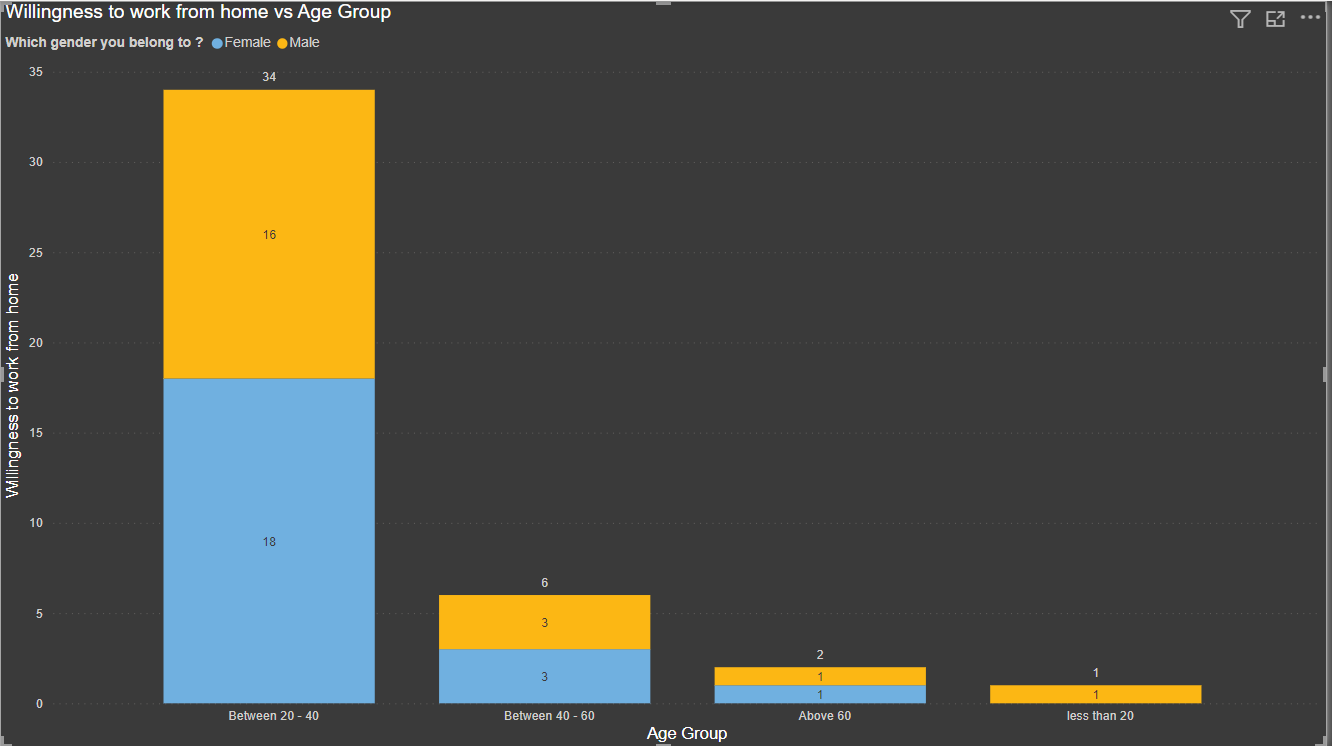 Willingness to work from home vs Age Group
Which gender you belong to ? Female Male
35
30
25
20
15
10
5
0
Willingness to work from home
34
16
18
6
3
3
2
1
1
1
1
Between 20 - 40
Between 40 - 60
Above 60
less than 20
Age Group